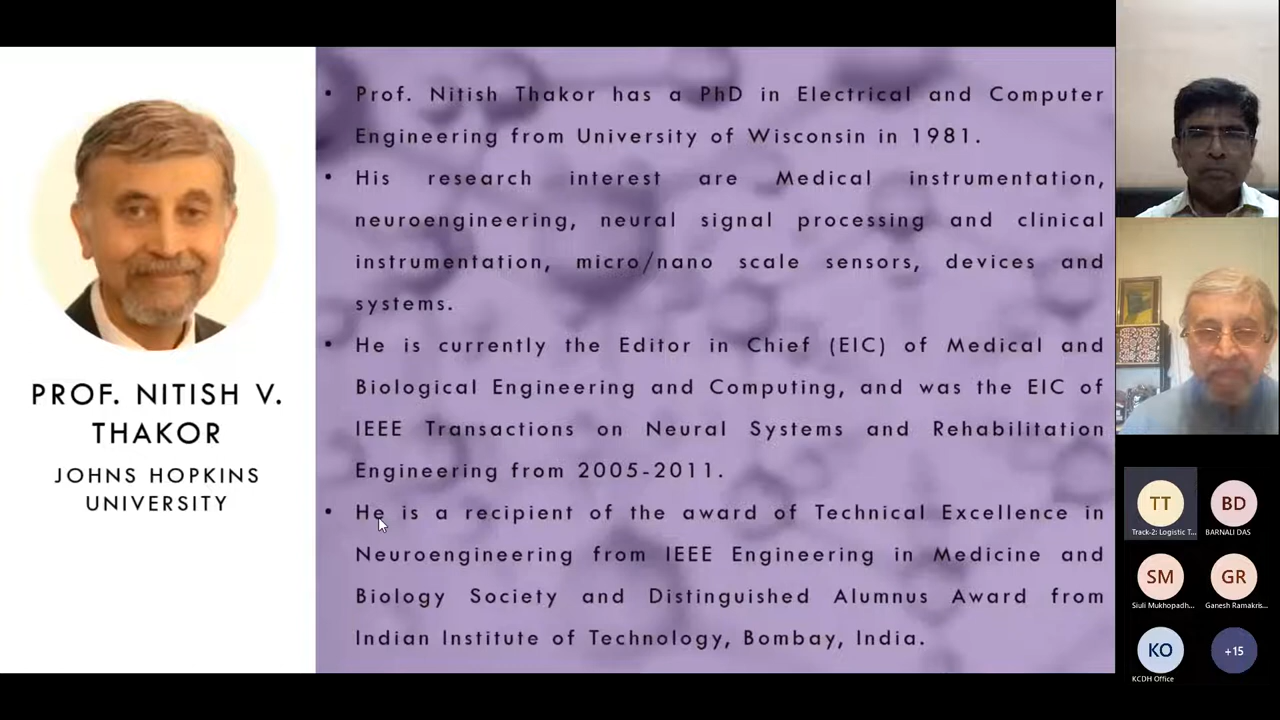 PROF. NITISH V.
THAKOR
JOHNS HOPKINS
UNIVERSITY
• Prof. Nitish Thakor has a PhD in Electrical and Computer
Engineering from University of Wisconsin in 1981.
• His research interest are Medical instrumentation,
neuroengineering, neural signal processing and clinical
instrumentation, micro/nano scale sensors, devices and
systems.
• He is currently the Editor in Chief (EIC) of Medical and
Biological Engineering and Computing, and was the EIC of
IEEE Transactions on Neural Systems and Rehabilitation
Engineering from 2005-2011.
• He is a recipient of the award of Technical Excellence in
Neuroengineering from IEEE Engineering in Medicine and
Biology Society and Distinguished Alumnus Award from
Indian Institute of Technology, Bombay, India.
TT BD
Track-2: Logistic T... BARNALI DAS
SM GR
Siuli Mukhopadh... Ganesh Ramakris...
KO +15
KCDH Office